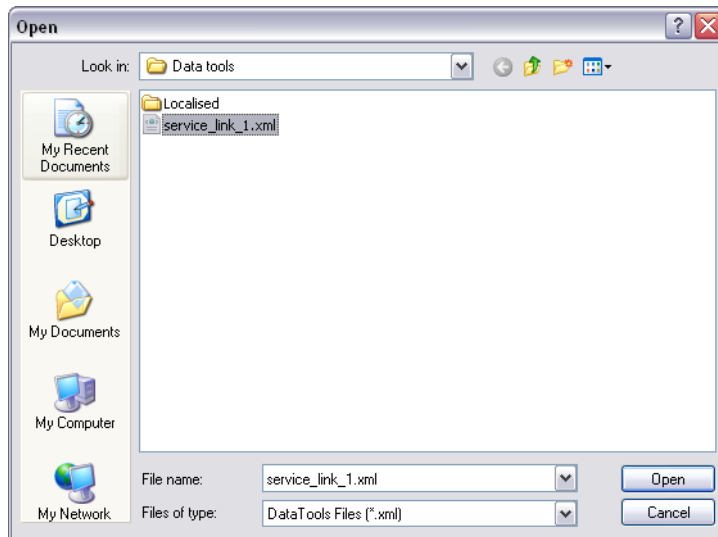 Open
Look in:
Data tools
Localised
service_link_1.xml
My Recent
Documents
Desktop
My Documents
My Computer
My Network
File name:
service_link_1.xml
Open
Files of type:
DataTools Files (*.xml)
Cancel